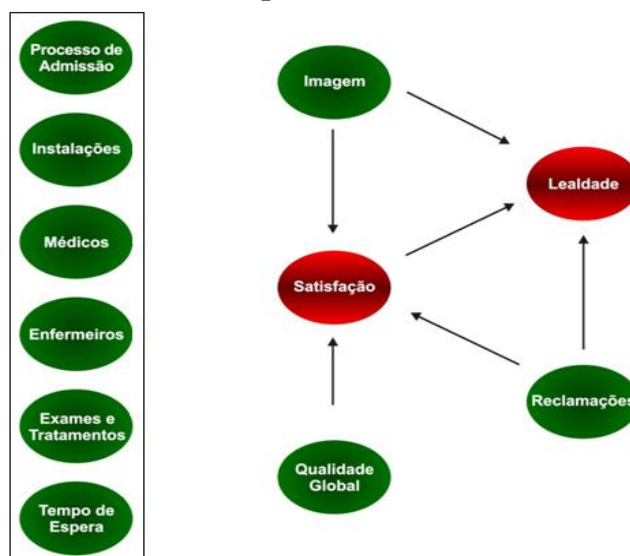 Processo de
Admissão
Instalações
Médicos
Enfermeiros
Exames e
Tratamentos
Tempo de
Espera
Imagem
Lealdade
Satisfação
Reclamações
Qualidade
Global